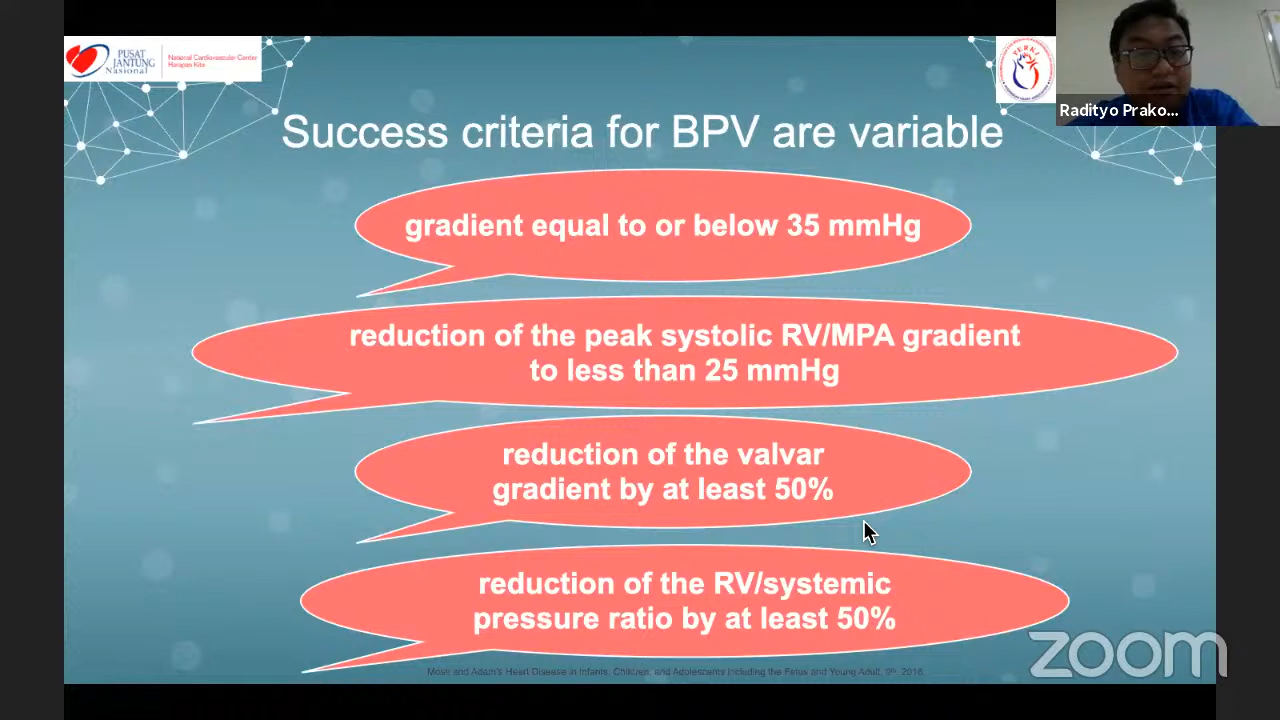 PUSAT
JANTUNG
Nasional
National Cardiovascular Center
Harapan Kita
PERKI
Raditylo Prako...
Success criteria for BPV are variable
gradient equal to or below 35 mmHg
reduction of the peak systolic RV/MPA gradient
to less than 25 mmHg
reduction of the valvar
gradient by at least 50%
reduction of the RV/systemic
pressure ratio by at least 50%
Moss and Adam's Heart Disease in Infants, Children, and Adolescents Including the Fetus and Young Adult, 9th, 2016.
zoom